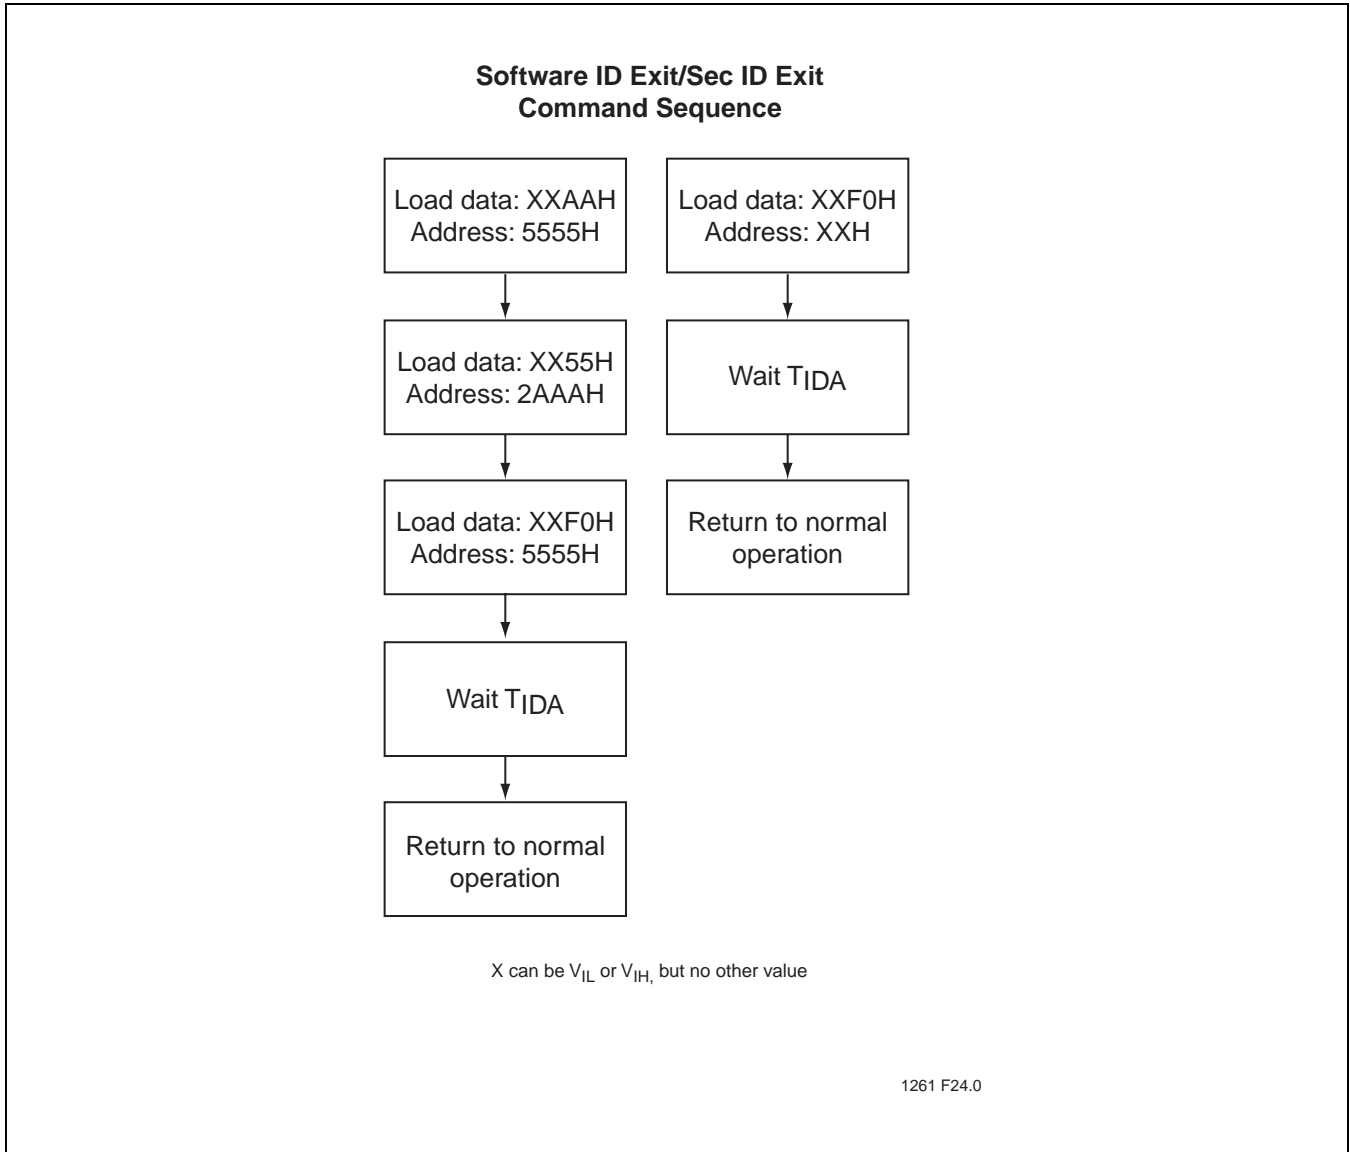 Software ID Exit/Sec ID Exit
Command Sequence
Load data: XXAAH
Address: 5555H
Load data: XX55H
Address: 2AAAH
Load data: XXF0H
Address: 5555H
Wait TIDA
Return to normal
operation
Load data: XXF0H
Address: XXH
Wait TIDA
Return to normal
operation
X can be VIL or VIH, but no other value
1261 F24.0